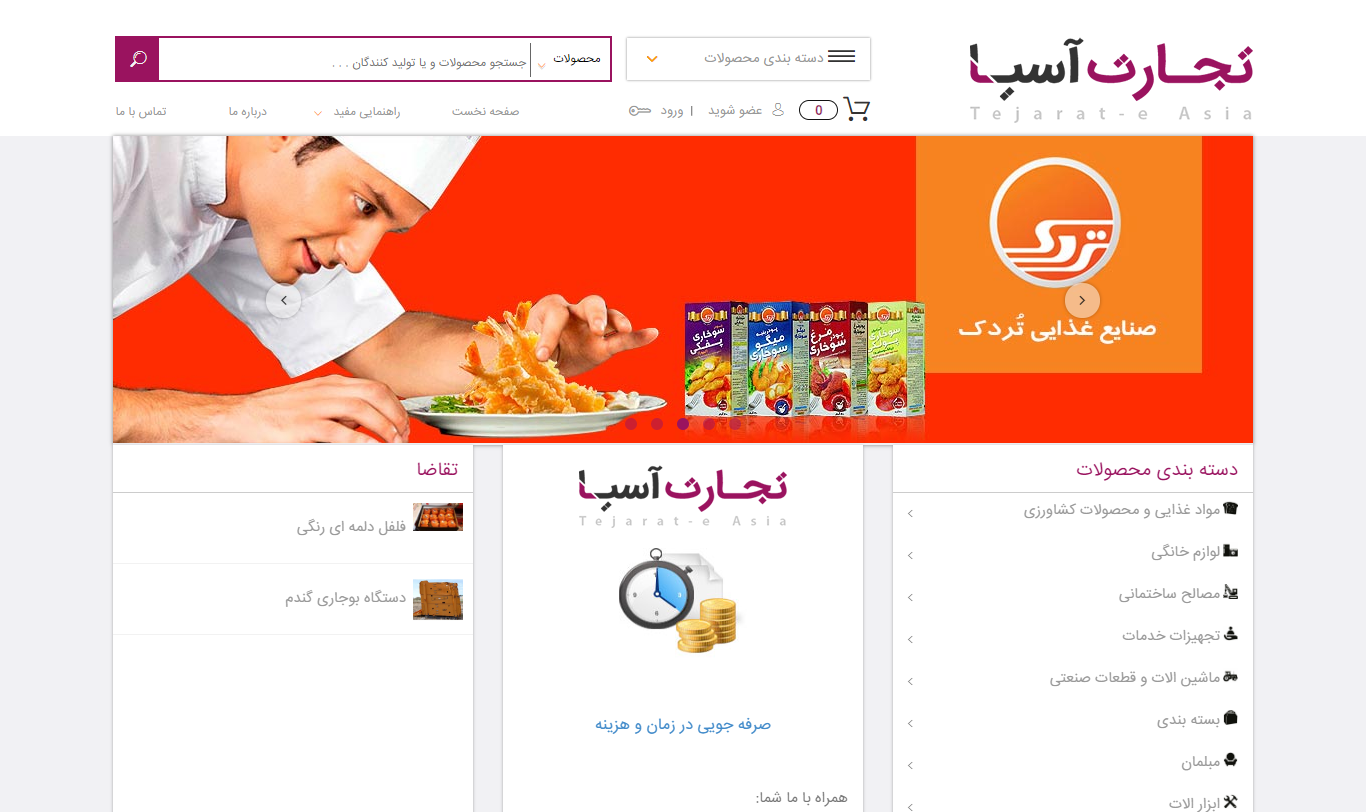 تجارت آسیا
Tejarat-e Asia
دسته بندی محصولات
محصولات
جستجو محصولات و یا تولید کنندگان . . .
0
عضو شوید | ورود
صفحه نخست
راهنمایی مفید
درباره ما
تماس با ما
تردک
صنایع غذایی تُردک
سوخاری پولکی
پودر مرغ سوخاری
میگو سوخاری
سوخاری پفکی
دسته بندی محصولات
مواد غذایی و محصولات کشاورزی
لوازم خانگی
مصالح ساختمانی
تجهیزات خدمات
ماشین الات و قطعات صنعتی
بسته بندی
مبلمان
ابزار الات
تجارت آسیا
Tejarat-e Asia
صرفه جویی در زمان و هزینه
همراه با ما شما:
تقاضا
فلفل دلمه ای رنگی
دستگاه بوجاری گندم